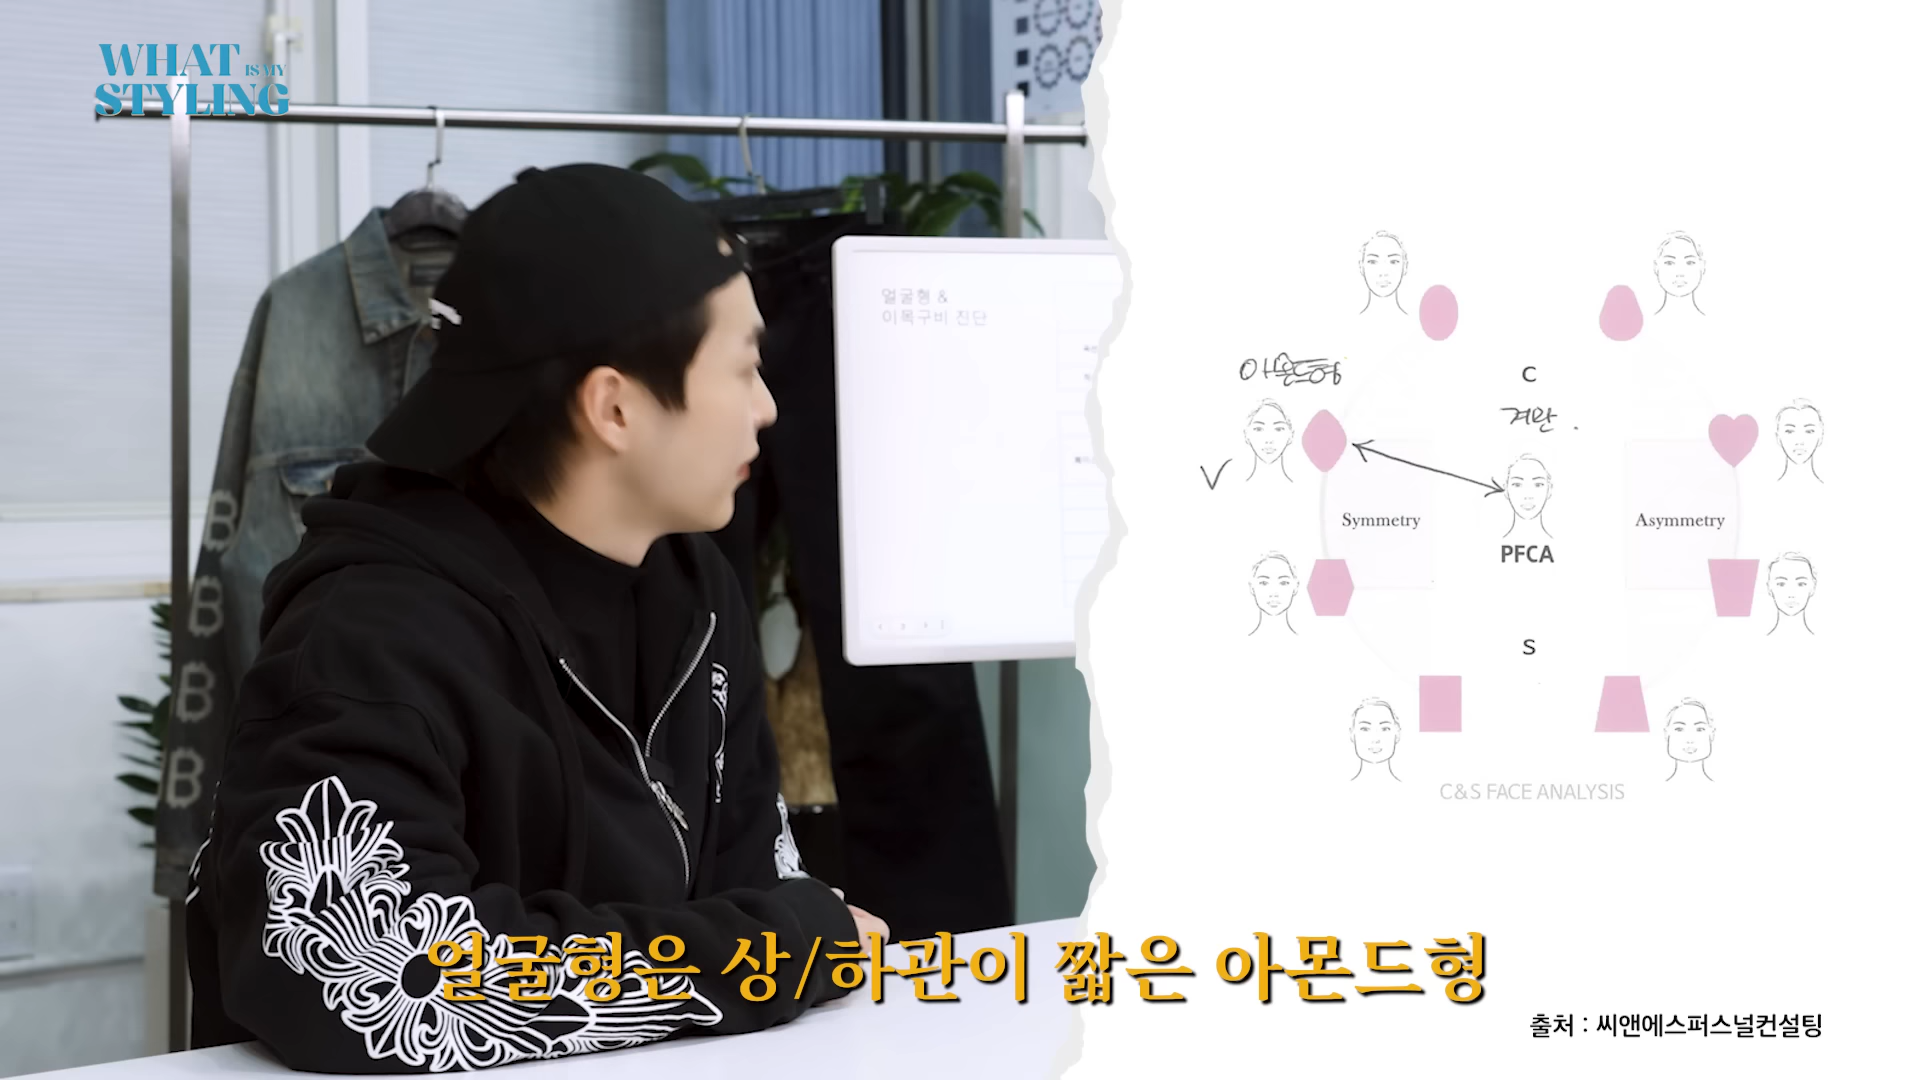 WHAT IS MY
STYLING
얼굴형 &
이목구비 진단
아몬드형
C
계란
Symmetry
Asymmetry
PFCA
S
C&S FACE ANALYSIS
얼굴형은 상/하관이 짧은 아몬드형
출처 : 씨앤에스퍼스널컨설팅